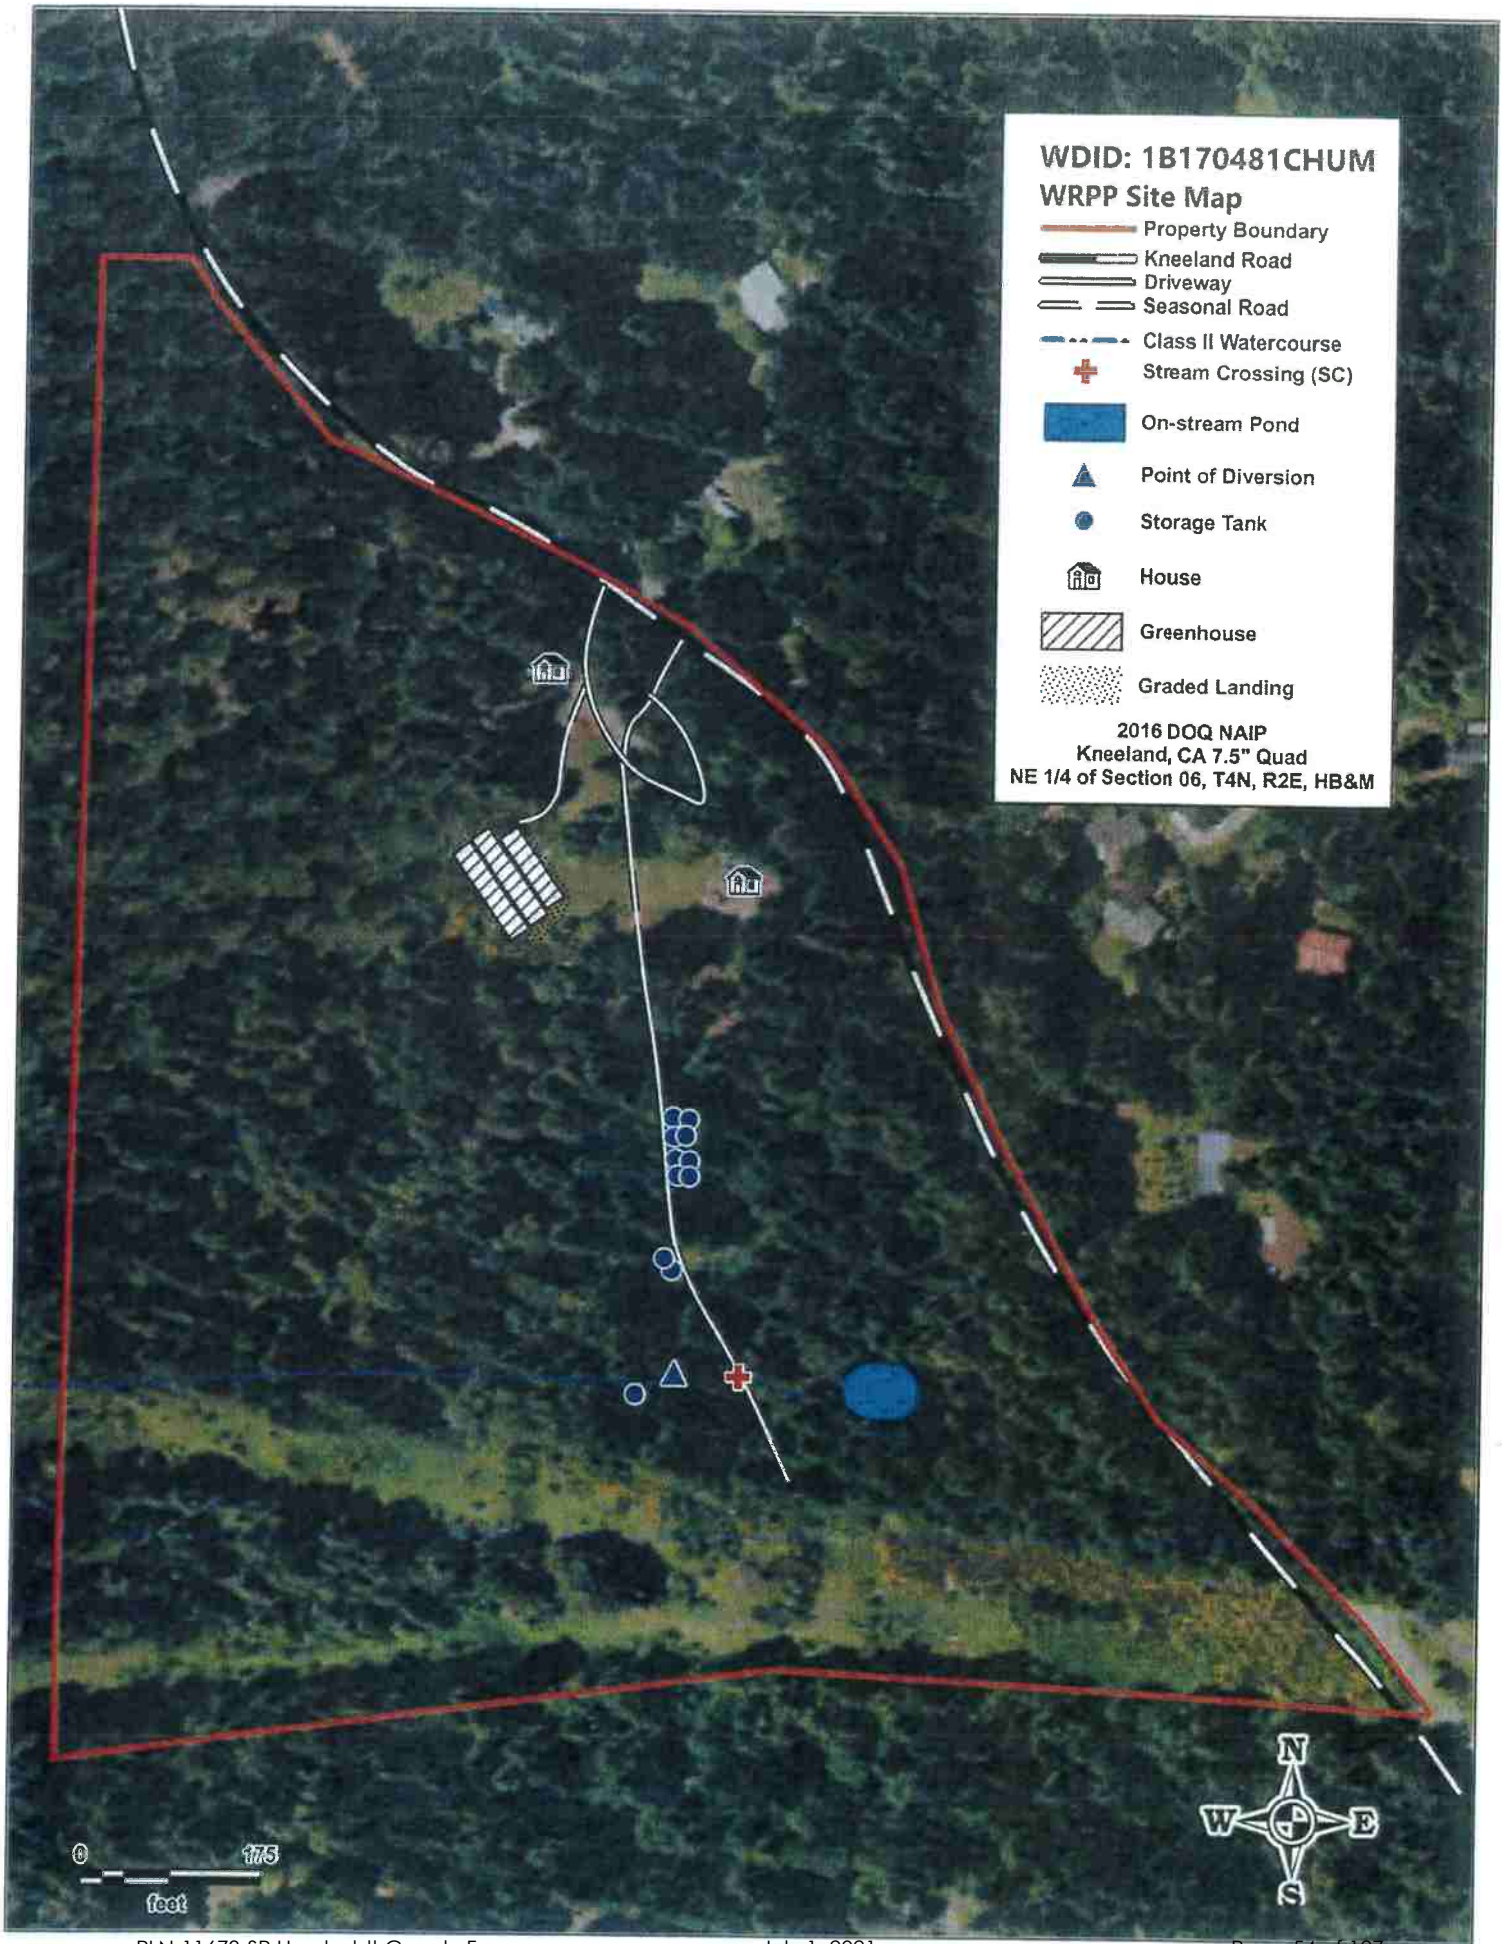 WDID: 1B170481CHUM
WRPP Site Map
Property Boundary
Kneeland Road
Driveway
Seasonal Road
Class II Watercourse
Stream Crossing (SC)
On-stream Pond
Point of Diversion
Storage Tank
House
Greenhouse
Graded Landing
2016 DOQ NAIP
Kneeland, CA 7.5" Quad
NE 1/4 of Section 06, T4N, R2E, HB&M
N
W E
S
0 175
feet